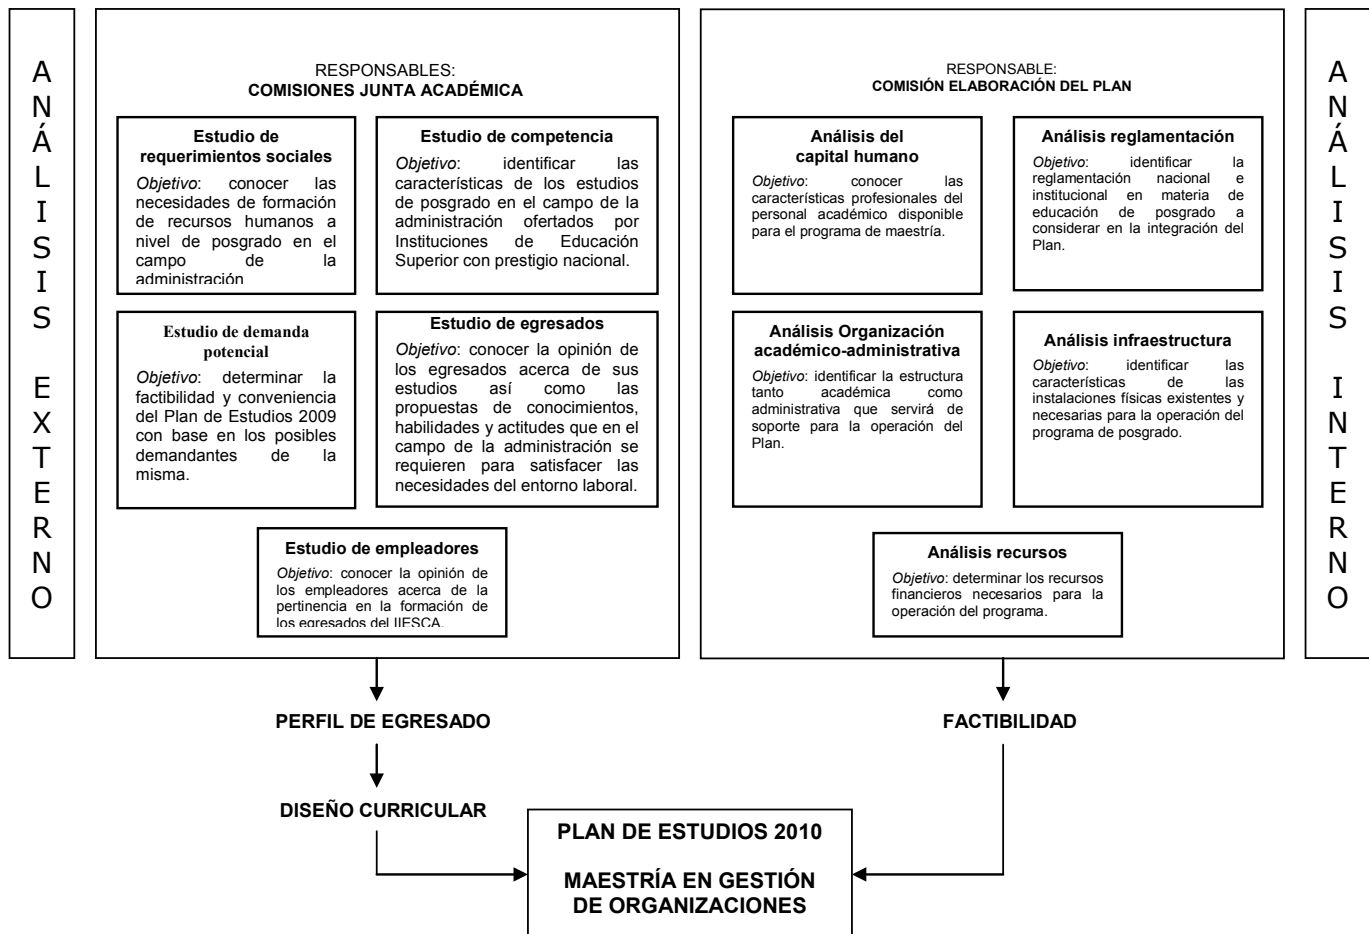 ANÁLISIS EXTERNO
RESPONSABLES:
COMISIONES JUNTA ACADÉMICA
Estudio de
requerimientos sociales
Objetivo: conocer las
necesidades de formación
de recursos humanos a
nivel de posgrado en el
campo de la
administración
Estudio de competencia
Objetivo: identificar las
características de los estudios
de posgrado en el campo de la
administración ofertados por
Instituciones de Educación
Superior con prestigio nacional.
Estudio de demanda
potencial
Objetivo: determinar la
factibilidad y conveniencia
del Plan de Estudios 2009
con base en los posibles
demandantes de la
misma.
Estudio de egresados
Objetivo: conocer la opinión de
los egresados acerca de sus
estudios así como las
propuestas de conocimientos,
habilidades y actitudes que en el
campo de la administración se
requieren para satisfacer las
necesidades del entorno laboral.
Estudio de empleadores
Objetivo: conocer la opinión de
los empleadores acerca de la
pertinencia en la formación de
los egresados del IIESCA.
RESPONSABLE:
COMISIÓN ELABORACIÓN DEL PLAN
Análisis del
capital humano
Objetivo: conocer las
características profesionales del
personal académico disponible
para el programa de maestría.
Análisis reglamentación
Objetivo: identificar la
reglamentación nacional e
institucional en materia de
educación de posgrado a
considerar en la integración del
Plan.
Análisis Organización
académico-administrativa
Objetivo: identificar la estructura
tanto académica como
administrativa que servirá de
soporte para la operación del
Plan.
Análisis infraestructura
Objetivo: identificar las
características de las
instalaciones físicas existentes y
necesarias para la operación del
programa de posgrado.
Análisis recursos
Objetivo: determinar los recursos
financieros necesarios para la
operación del programa.
ANÁLISIS INTERNO
PERFIL DE EGRESADO
FACTIBILIDAD
DISEÑO CURRICULAR
PLAN DE ESTUDIOS 2010
MAESTRÍA EN GESTIÓN
DE ORGANIZACIONES